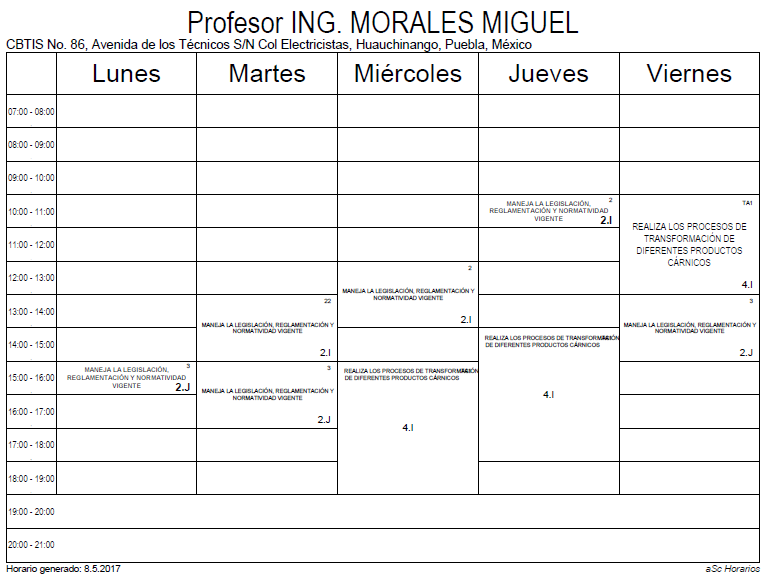 Profesor ING. MORALES MIGUEL
CBTIS No. 86, Avenida de los Técnicos S/N Col Electricistas, Huauchinango, Puebla, México
Lunes Martes Miércoles Jueves Viernes
07:00 - 08:00
08:00 - 09:00
09:00 - 10:00
10:00 - 11:00
MANEJA LA LEGISLACIÓN, 2
REGLAMENTACIÓN Y NORMATIVIDAD
VIGENTE 2.I
TA1
REALIZA LOS PROCESOS DE
TRANSFORMACIÓN DE
DIFERENTES PRODUCTOS
CÁRNICOS
4.I
11:00 - 12:00
12:00 - 13:00
2
MANEJA LA LEGISLACIÓN, REGLAMENTACIÓN Y
NORMATIVIDAD VIGENTE
2.I
13:00 - 14:00
22
MANEJA LA LEGISLACIÓN, REGLAMENTACIÓN Y
NORMATIVIDAD VIGENTE
2.I
3
MANEJA LA LEGISLACIÓN, REGLAMENTACIÓN Y
NORMATIVIDAD VIGENTE
2.J
14:00 - 15:00
REALIZA LOS PROCESOS DE TRANSFORMACIÓN
DE DIFERENTES PRODUCTOS CÁRNICOS
4.I
15:00 - 16:00
MANEJA LA LEGISLACIÓN, 3
REGLAMENTACIÓN Y NORMATIVIDAD
VIGENTE 2.J
3
MANEJA LA LEGISLACIÓN, REGLAMENTACIÓN Y
NORMATIVIDAD VIGENTE
2.J
REALIZA LOS PROCESOS DE TRANSFORMACIÓN
DE DIFERENTES PRODUCTOS CÁRNICOS
4.I
16:00 - 17:00
17:00 - 18:00
18:00 - 19:00
19:00 - 20:00
20:00 - 21:00
Horario generado: 8.5.2017
aSc Horarios